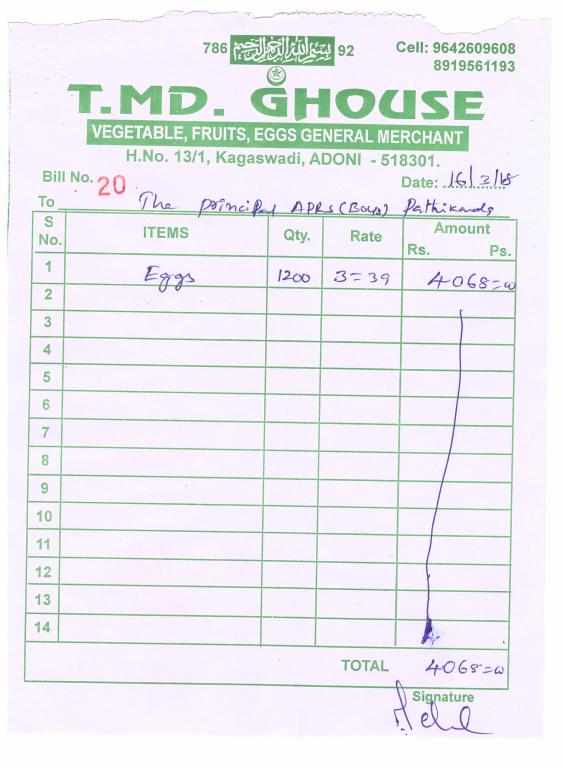 786 بسم الله الرحمن الرحيم 92
Cell: 9642609608
8919561193
T.MD. GHOUSE
VEGETABLE, FRUITS, EGGS GENERAL MERCHANT
H.No. 13/1, Kagaswadi, ADONI - 518301.
Bill No. 20
Date: 16/3/18
To The principal APRS (Boys) Pathikonda
S No. ITEMS Qty. Rate Amount
Rs. Ps.
1 Eggs 1200 3=39 4068=00
2
3
4
5
6
7
8
9
10
11
12
13
14
TOTAL 4068=00
Signature